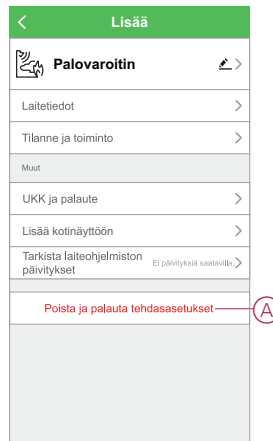 Lisää
Palovaroitin
Laitetiedot
Tilanne ja toiminto
Muut
UKK ja palaute
Lisää kotinäyttöön
Tarkista laiteohjelmiston
päivitykset
Ei päivityksiä saatavilla.
Poista ja palauta tehdasasetukset
A